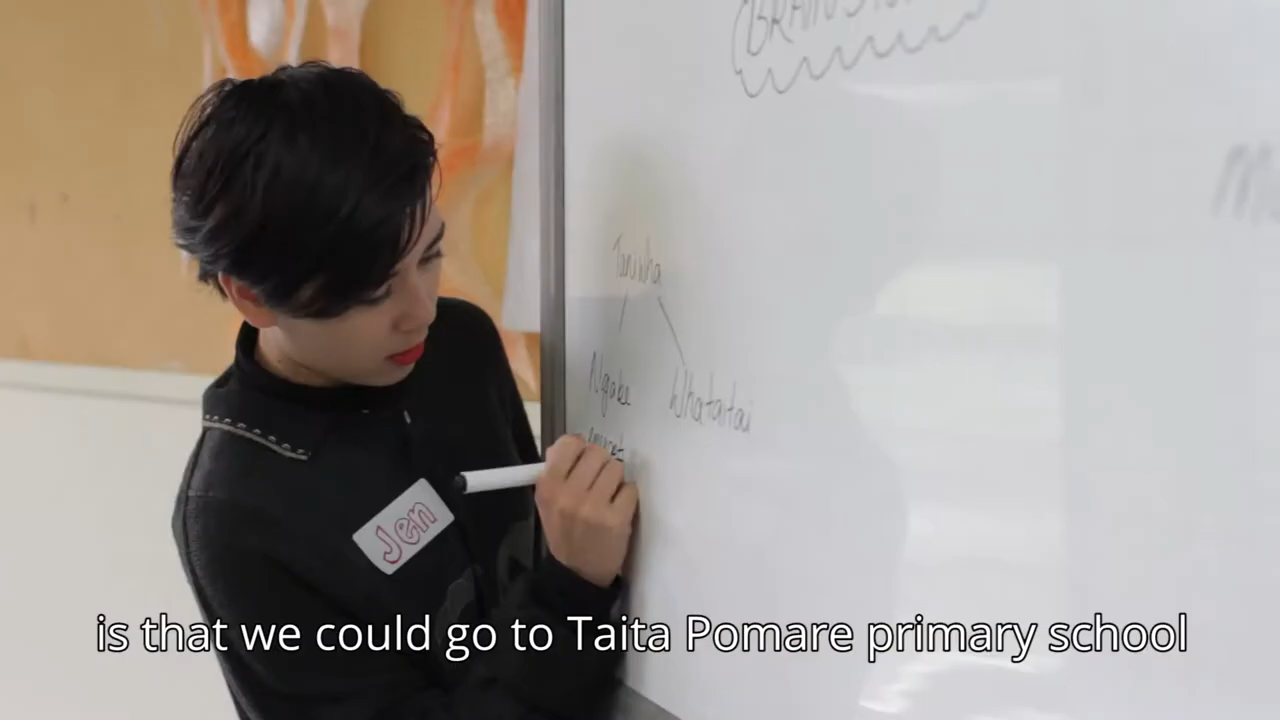 Taniwha
Ngake
Whataitai
Jen
is that we could go to Taita Pomare primary school